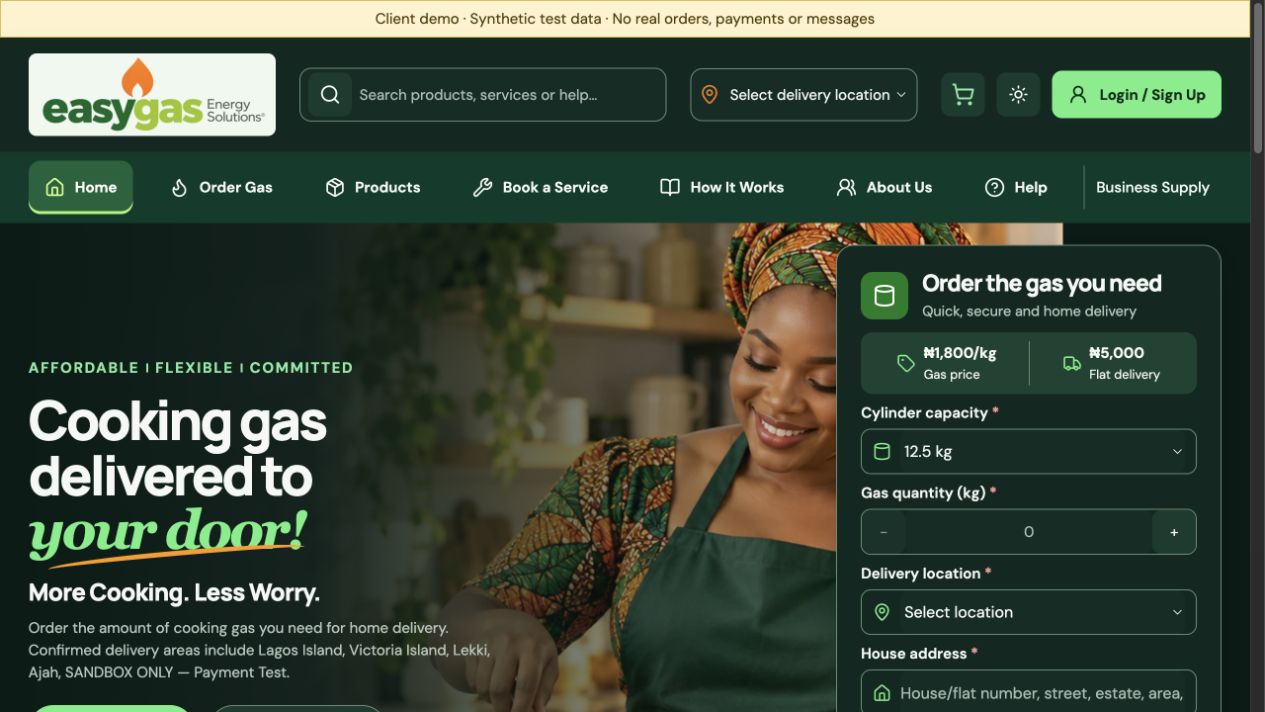 Client demo · Synthetic test data · No real orders, payments or messages
easygas Energy Solutions®
Search products, services or help...
Select delivery location
Login / Sign Up
Home
Order Gas
Products
Book a Service
How It Works
About Us
Help
Business Supply
AFFORDABLE I FLEXIBLE I COMMITTED
Cooking gas
delivered to
your door!
More Cooking. Less Worry.
Order the amount of cooking gas you need for home delivery.
Confirmed delivery areas include Lagos Island, Victoria Island, Lekki,
Ajah, SANDBOX ONLY — Payment Test.
Order the gas you need
Quick, secure and home delivery
₦1,800/kg
Gas price
₦5,000
Flat delivery
Cylinder capacity *
12.5 kg
Gas quantity (kg) *
− 0 +
Delivery location *
Select location
House address *
House/flat number, street, estate, area,